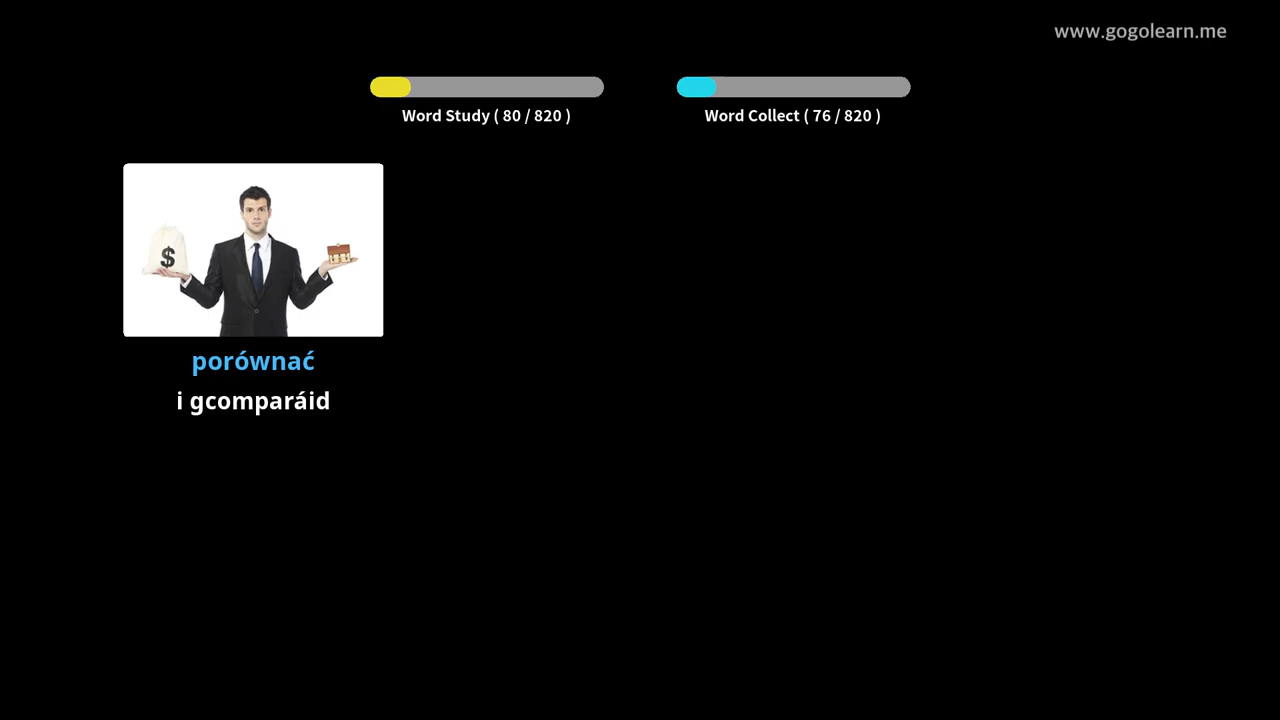 www.gogolearn.me
Word Study ( 80 / 820 )
Word Collect ( 76 / 820 )
$
porównać
i gcomparáid